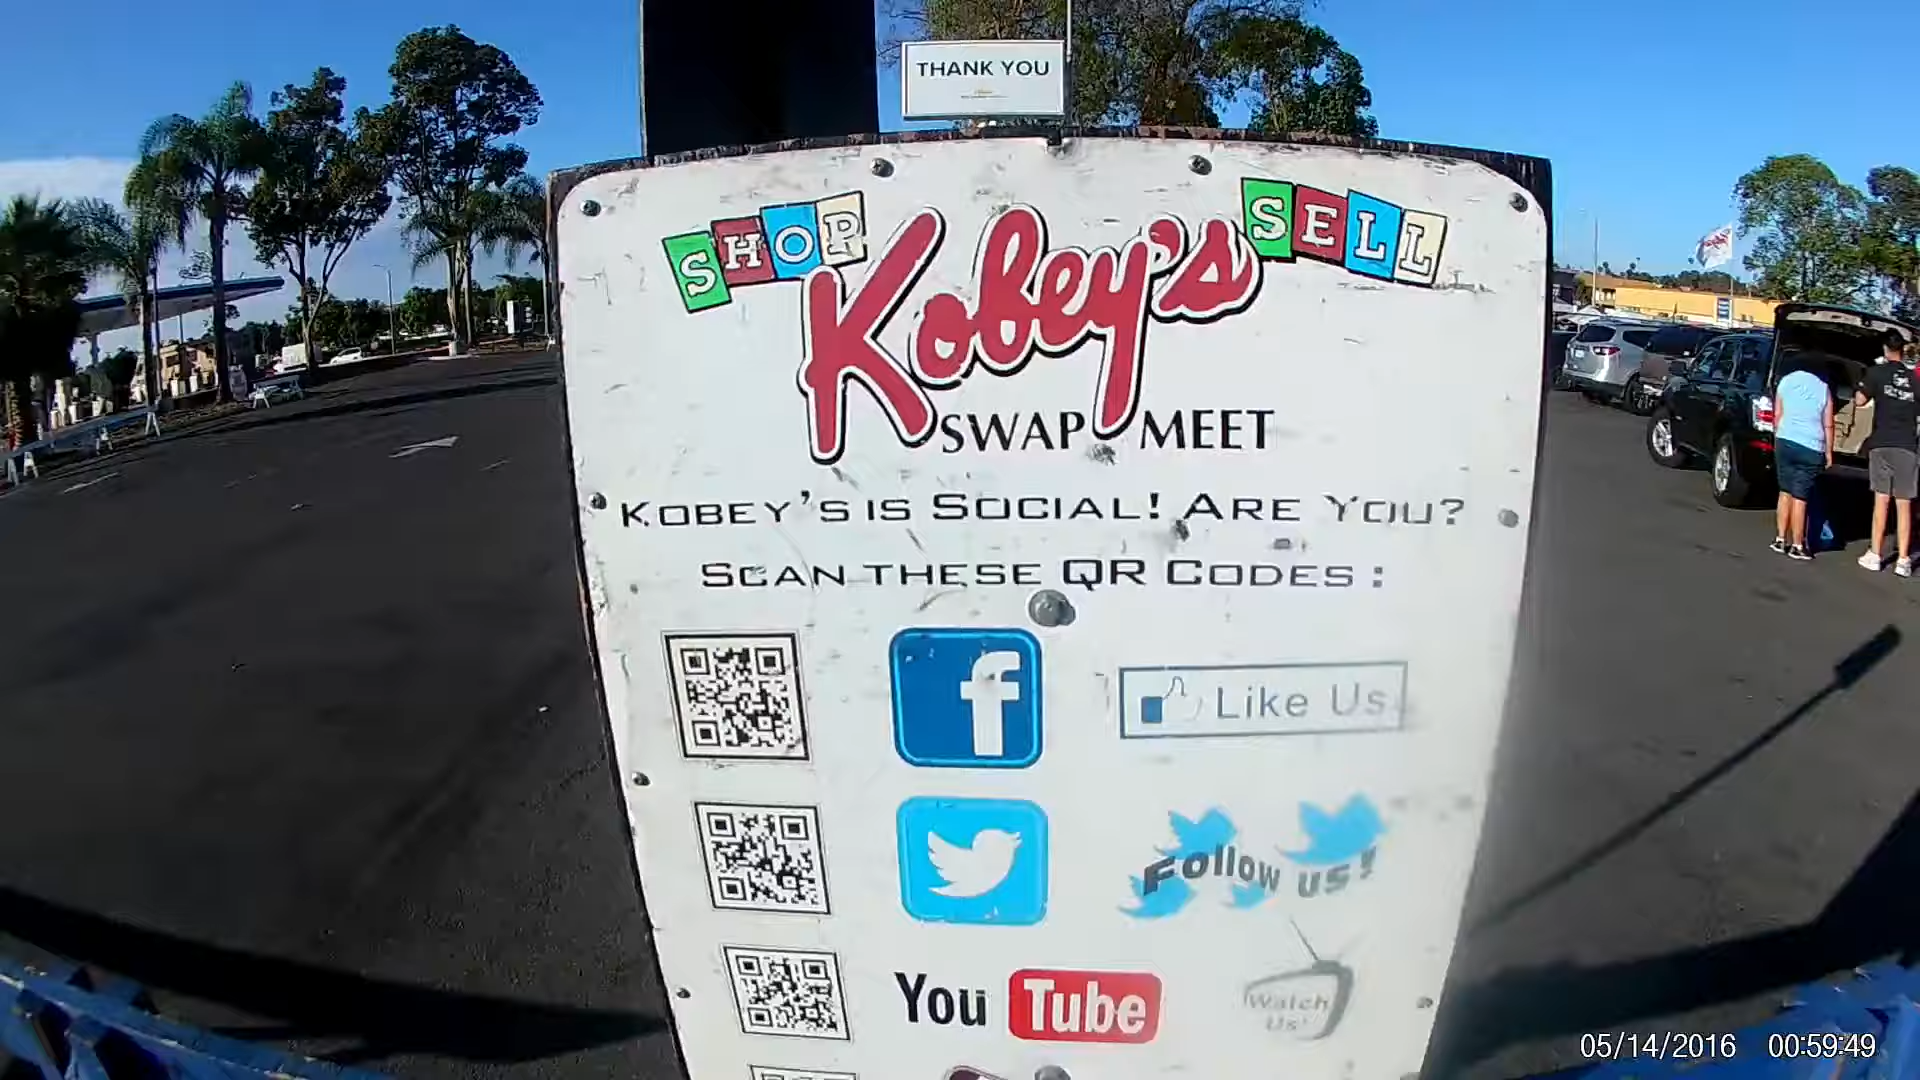 THANK YOU
SHOP
Kobey's
SELL
SWAP MEET
KOBEY'S IS SOCIAL! ARE YOU?
SCAN THESE QR CODES :
f
Like Us
Follow us!
You Tube
Watch
Us!
05/14/2016 00:59:49